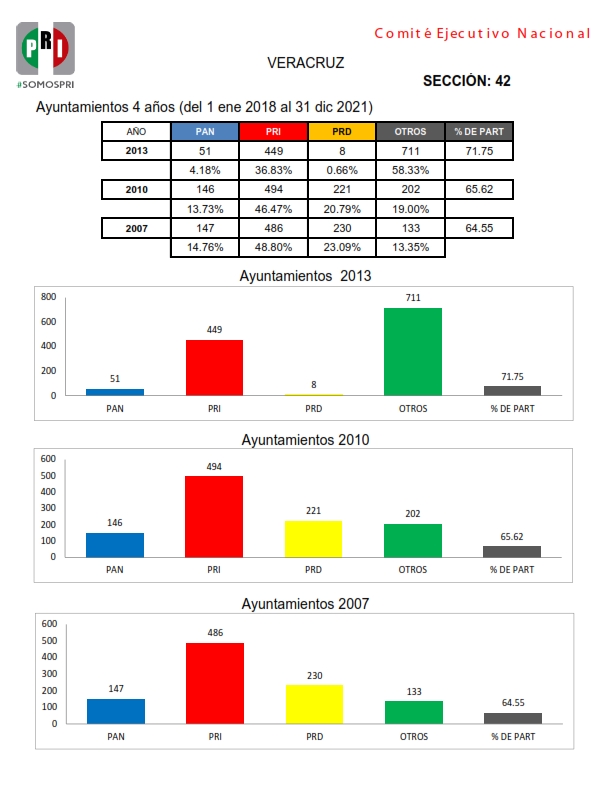 Comité Ejecutivo Nacional
PRI
#SOMOSPRI
VERACRUZ
SECCIÓN: 42
Ayuntamientos 4 años (del 1 ene 2018 al 31 dic 2021)
AÑO PAN PRI PRD OTROS % DE PART
2013 51 449 8 711 71.75
4.18% 36.83% 0.66% 58.33%
2010 146 494 221 202 65.62
13.73% 46.47% 20.79% 19.00%
2007 147 486 230 133 64.55
14.76% 48.80% 23.09% 13.35%
Ayuntamientos 2013
800
600
400
200
0
51 449 8 711 71.75
PAN PRI PRD OTROS % DE PART
Ayuntamientos 2010
600
500
400
300
200
100
0
146 494 221 202 65.62
PAN PRI PRD OTROS % DE PART
Ayuntamientos 2007
600
500
400
300
200
100
0
147 486 230 133 64.55
PAN PRI PRD OTROS % DE PART